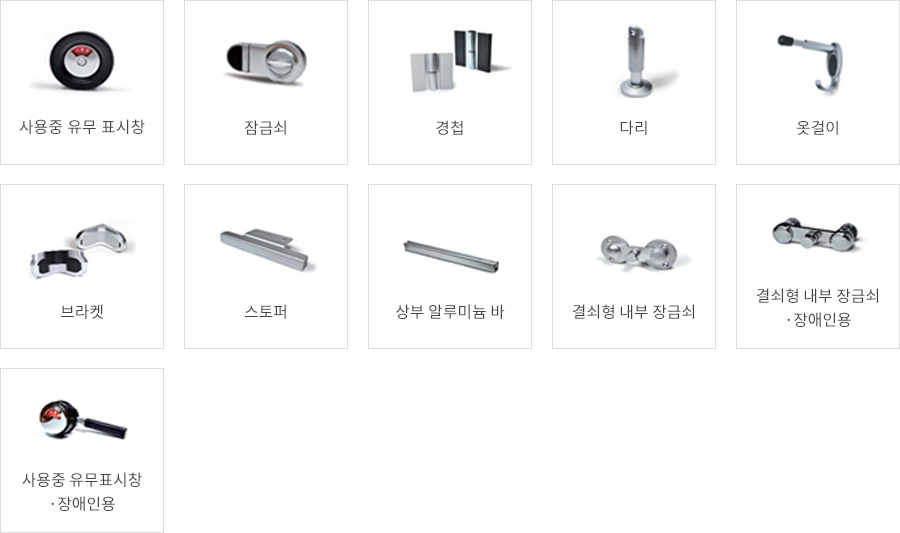 사용중 유무 표시창
잠금쇠
경첩
다리
옷걸이
브라켓
스토퍼
상부 알루미늄 바
결쇠형 내부 장금쇠
결쇠형 내부 장금쇠
·장애인용
사용중 유무표시창
·장애인용